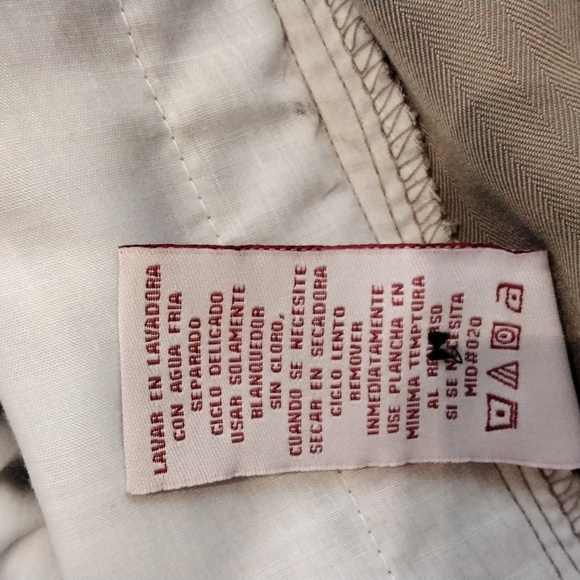 LAVAR EN LAVADORA
CON AGUA FRIA
SEPARADO
CICLO DELICADO
USAR SOLAMENTE
BLANQUEDOR
SIN CLORO,
CUANDO SE NECESITE
SECAR EN SECADORA
CICLO LENTO
REMOVER
INMEDIATAMENTE
USE PLANCHA EN
MINIMA TEMPTURA
AL
SI SE
MID#020